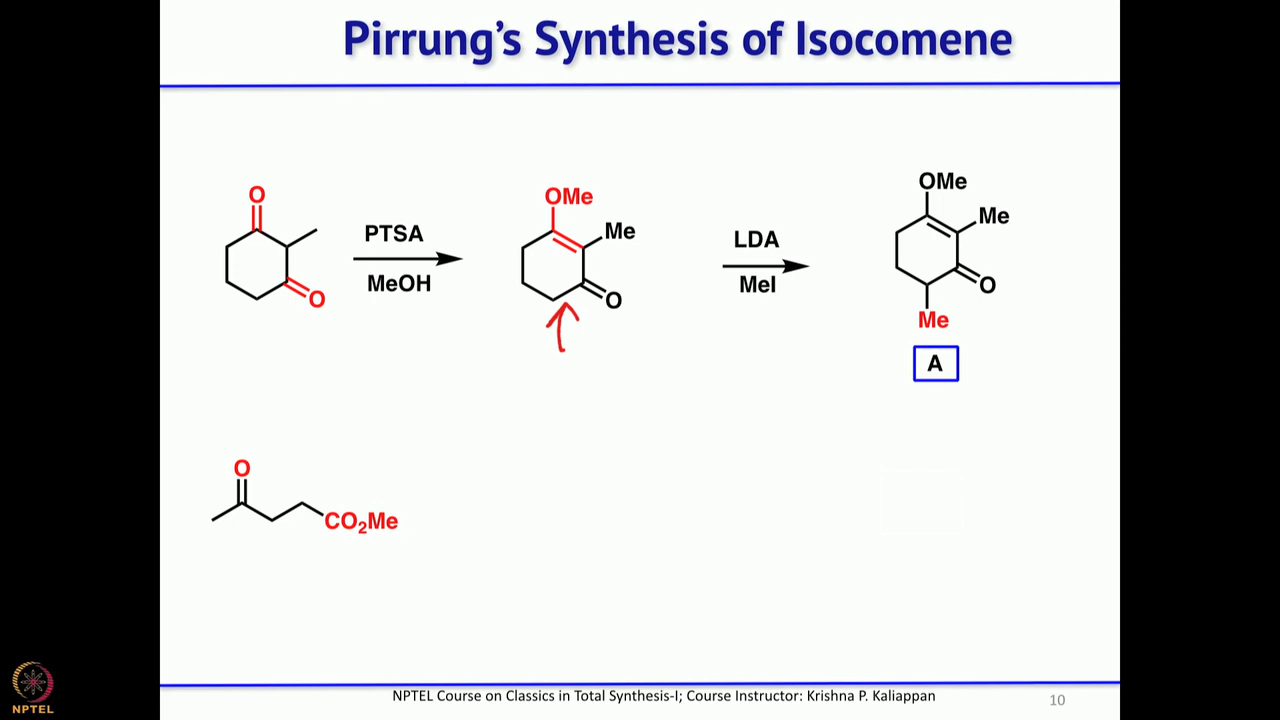 Pirrung's Synthesis of Isocomene
O
O
PTSA
MeOH
OMe
Me
O
LDA
MeI
OMe
Me
O
Me
A
O
CO2Me
NPTEL Course on Classics in Total Synthesis-I; Course Instructor: Krishna P. Kaliappan
10
NPTEL